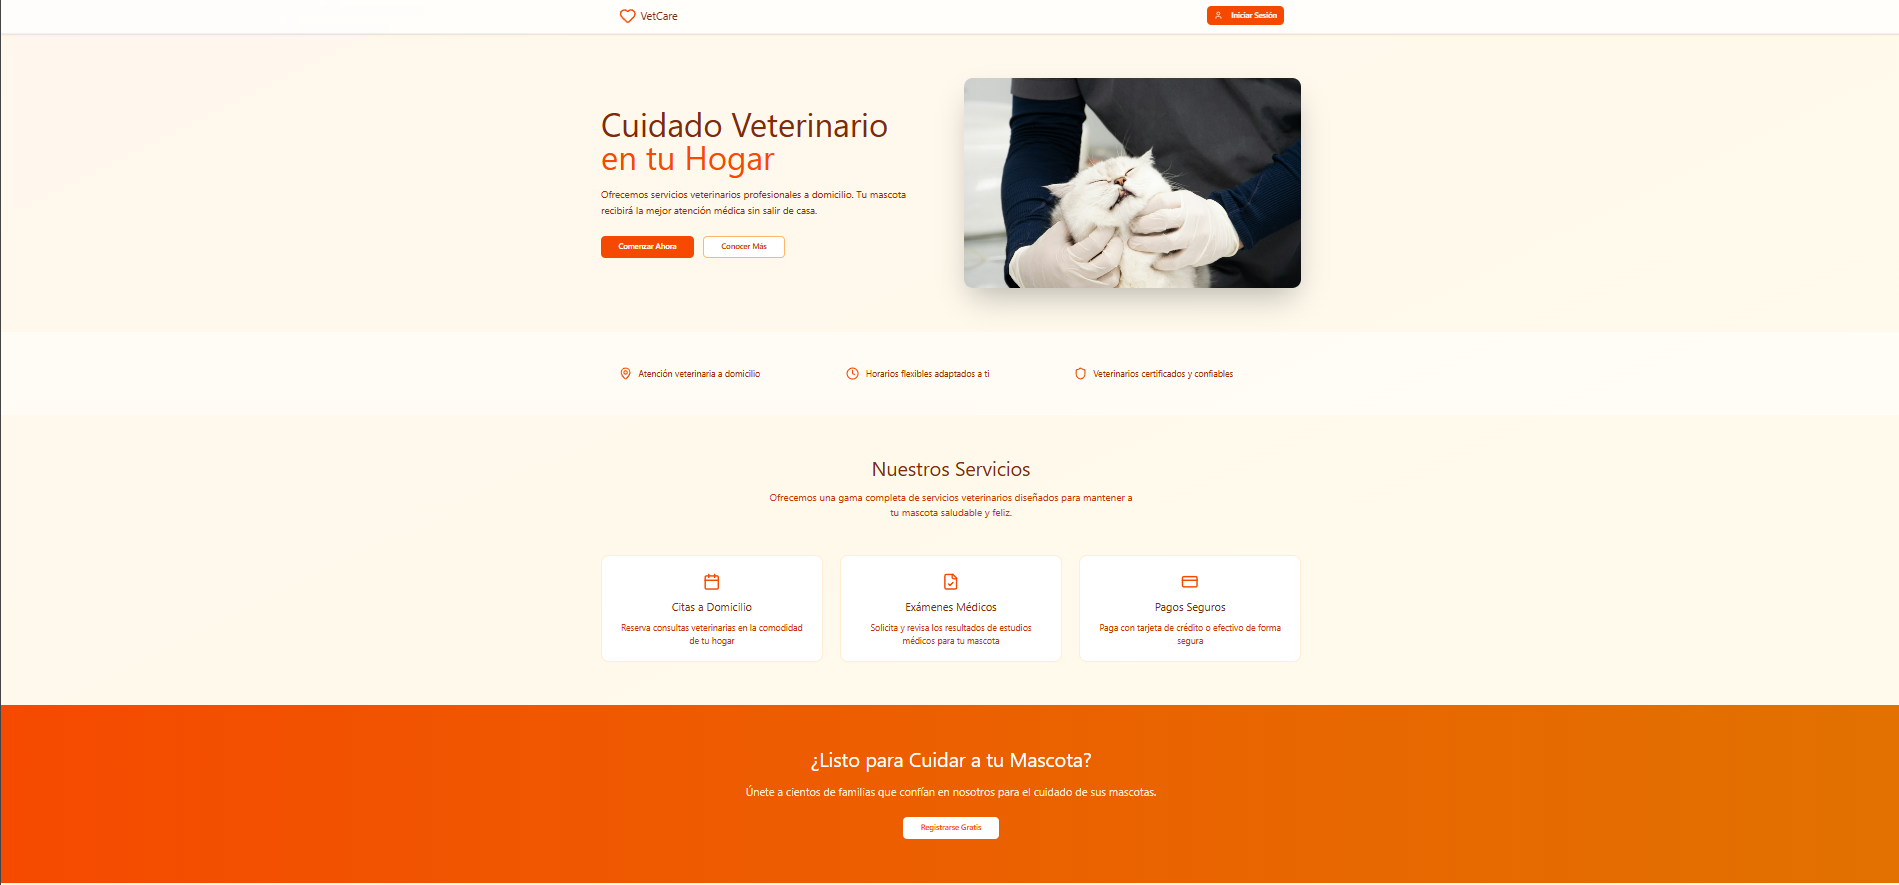 VetCare
Iniciar Sesión
Cuidado Veterinario
en tu Hogar
Ofrecemos servicios veterinarios profesionales a domicilio. Tu mascota
recibirá la mejor atención médica sin salir de casa.
Comenzar Ahora
Conocer Más
Atención veterinaria a domicilio
Horarios flexibles adaptados a ti
Veterinarios certificados y confiables
Nuestros Servicios
Ofrecemos una gama completa de servicios veterinarios diseñados para mantener a
tu mascota saludable y feliz.
Citas a Domicilio
Reserva consultas veterinarias en la comodidad
de tu hogar
Exámenes Médicos
Solicita y revisa los resultados de estudios
médicos para tu mascota
Pagos Seguros
Paga con tarjeta de crédito o efectivo de forma
segura
¿Listo para Cuidar a tu Mascota?
Únete a cientos de familias que confían en nosotros para el cuidado de sus mascotas.
Registrarse Gratis